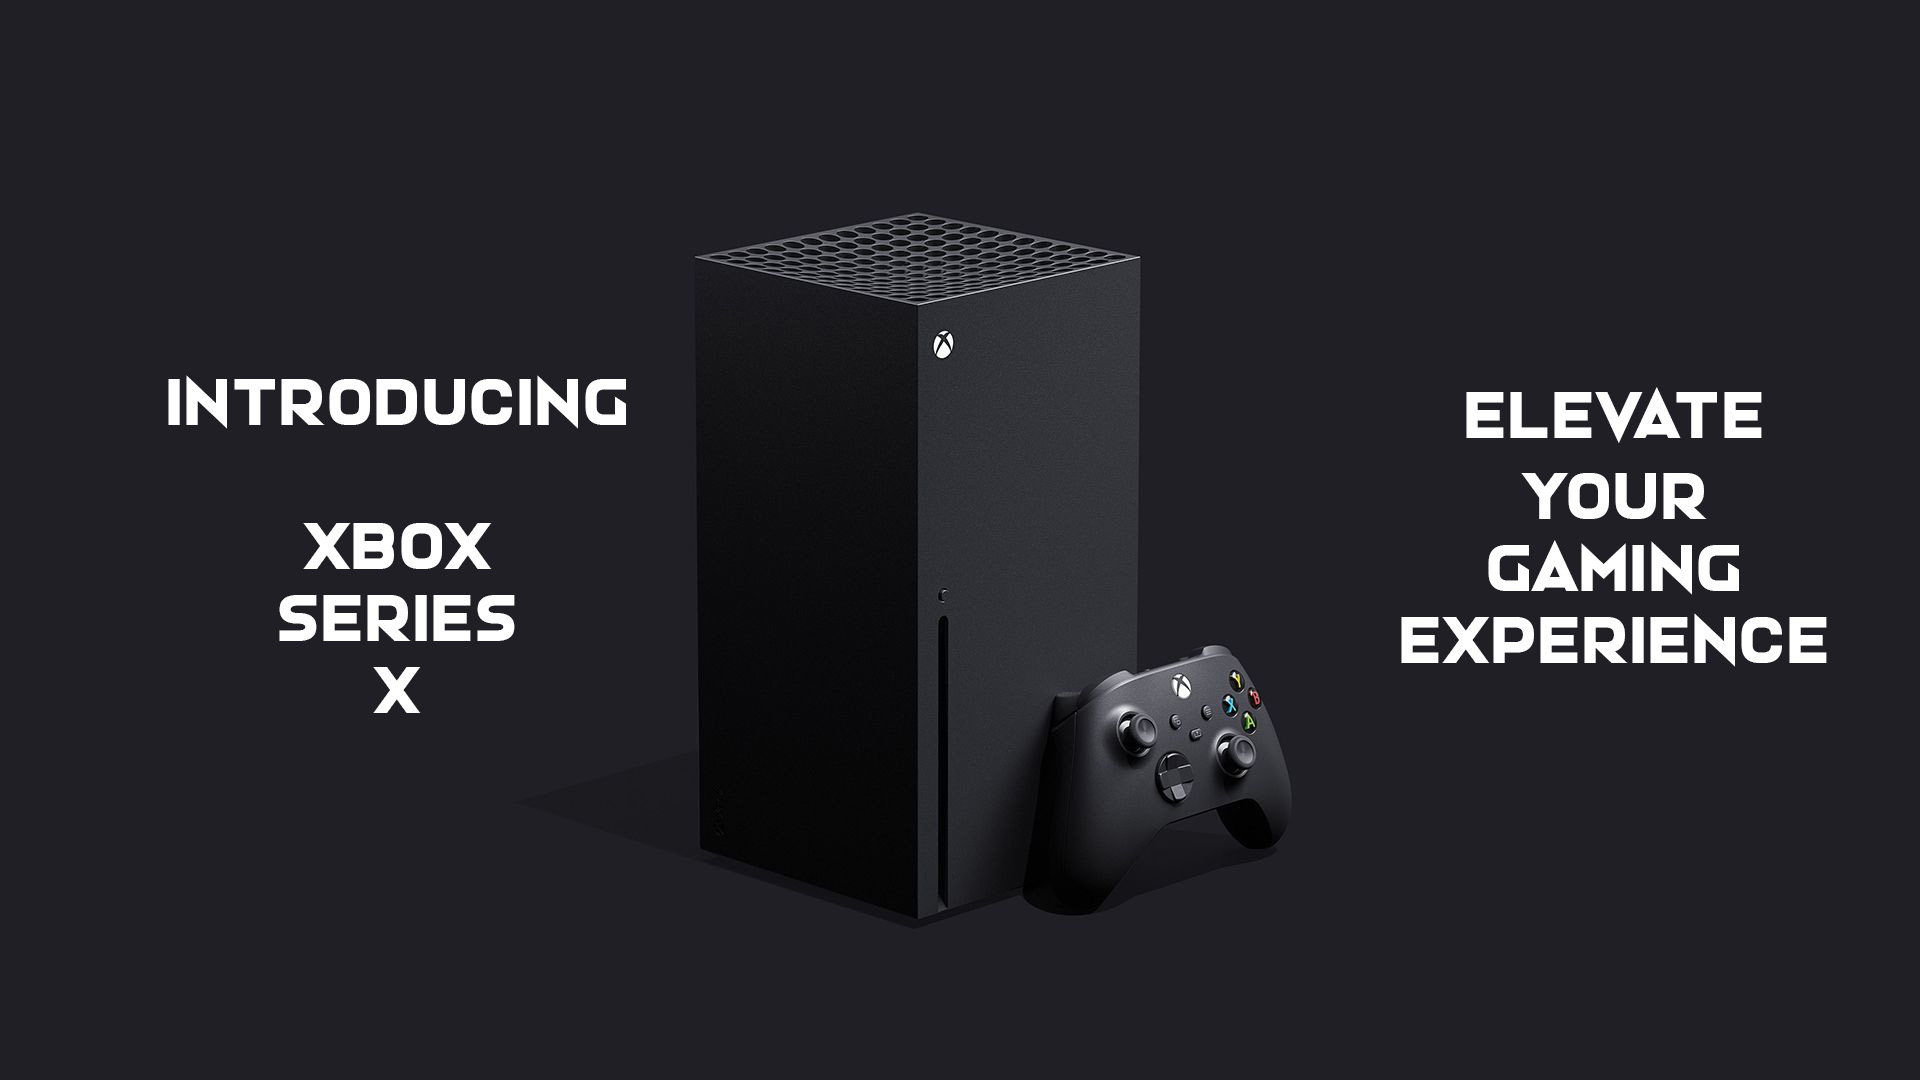 INTRODUCING
XBOX
SERIES
X
ELEVATE
YOUR
GAMING
EXPERIENCE
Y
B
X
A